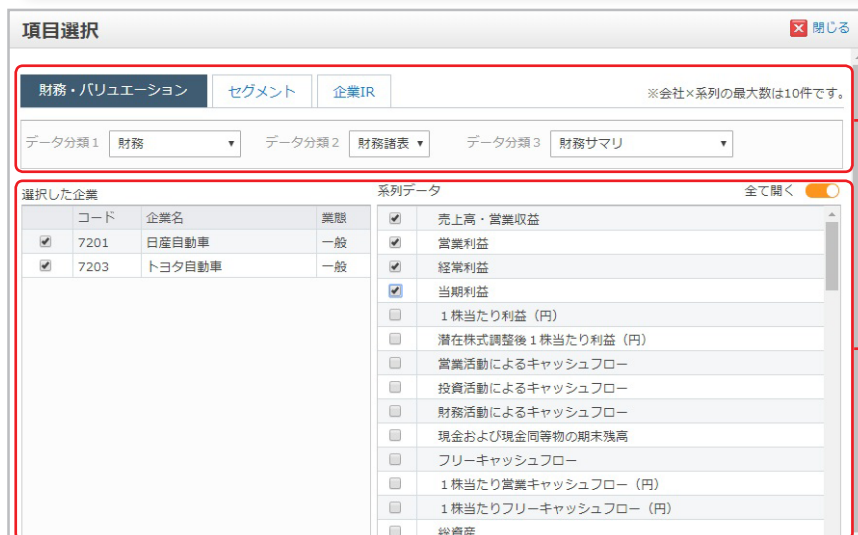 項目選択
閉じる
財務・バリュエーション セグメント 企業IR ※会社×系列の最大数は10件です。
データ分類1 財務 データ分類2 財務諸表 データ分類3 財務サマリ
選択した企業
コード 企業名 業態
7201 日産自動車 一般
7203 トヨタ自動車 一般
系列データ 全て開く
売上高・営業収益
営業利益
経常利益
当期利益
1株当たり利益（円）
潜在株式調整後1株当たり利益（円）
営業活動によるキャッシュフロー
投資活動によるキャッシュフロー
財務活動によるキャッシュフロー
現金および現金同等物の期末残高
フリーキャッシュフロー
1株当たり営業キャッシュフロー（円）
1株当たりフリーキャッシュフロー（円）
総資産